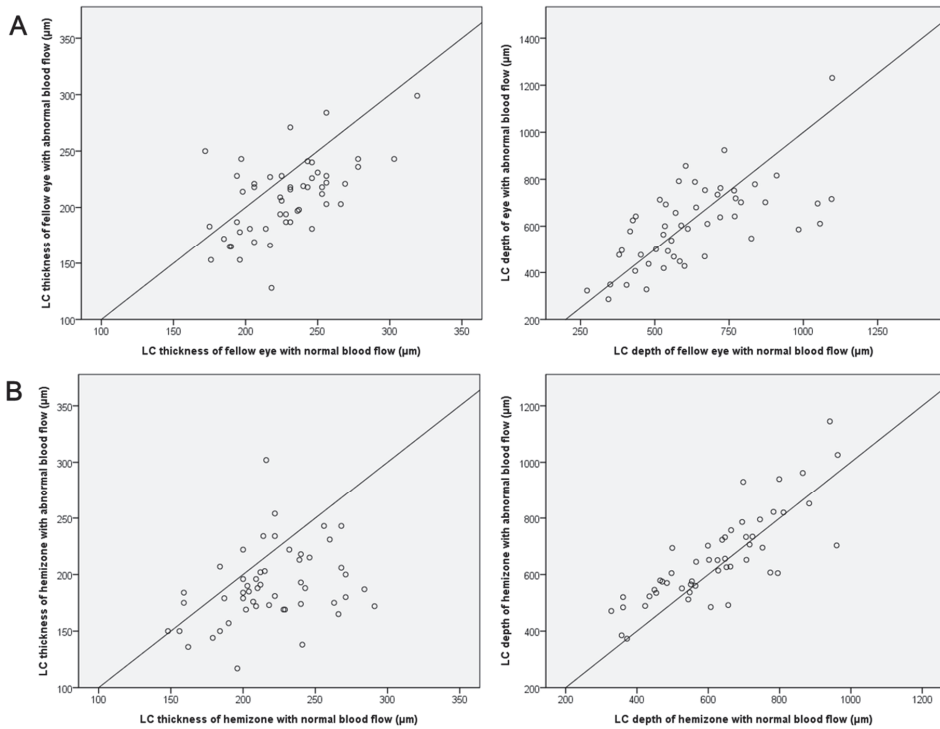 A
LC thickness of fellow eye with abnormal blood flow (µm)
350
300
250
200
150
100
100 150 200 250 300 350
LC thickness of fellow eye with normal blood flow (µm)
LC depth of eye with abnormal blood flow (µm)
1400
1200
1000
800
600
400
200
250 500 750 1000 1250
LC depth of fellow eye with normal blood flow (µm)
B
LC thickness of hemizone with abnormal blood flow (µm)
350
300
250
200
150
100
100 150 200 250 300 350
LC thickness of hemizone with normal blood flow (µm)
LC depth of hemizone with abnormal blood flow (µm)
1200
1000
800
600
400
200
200 400 600 800 1000 1200
LC depth of hemizone with normal blood flow (µm)